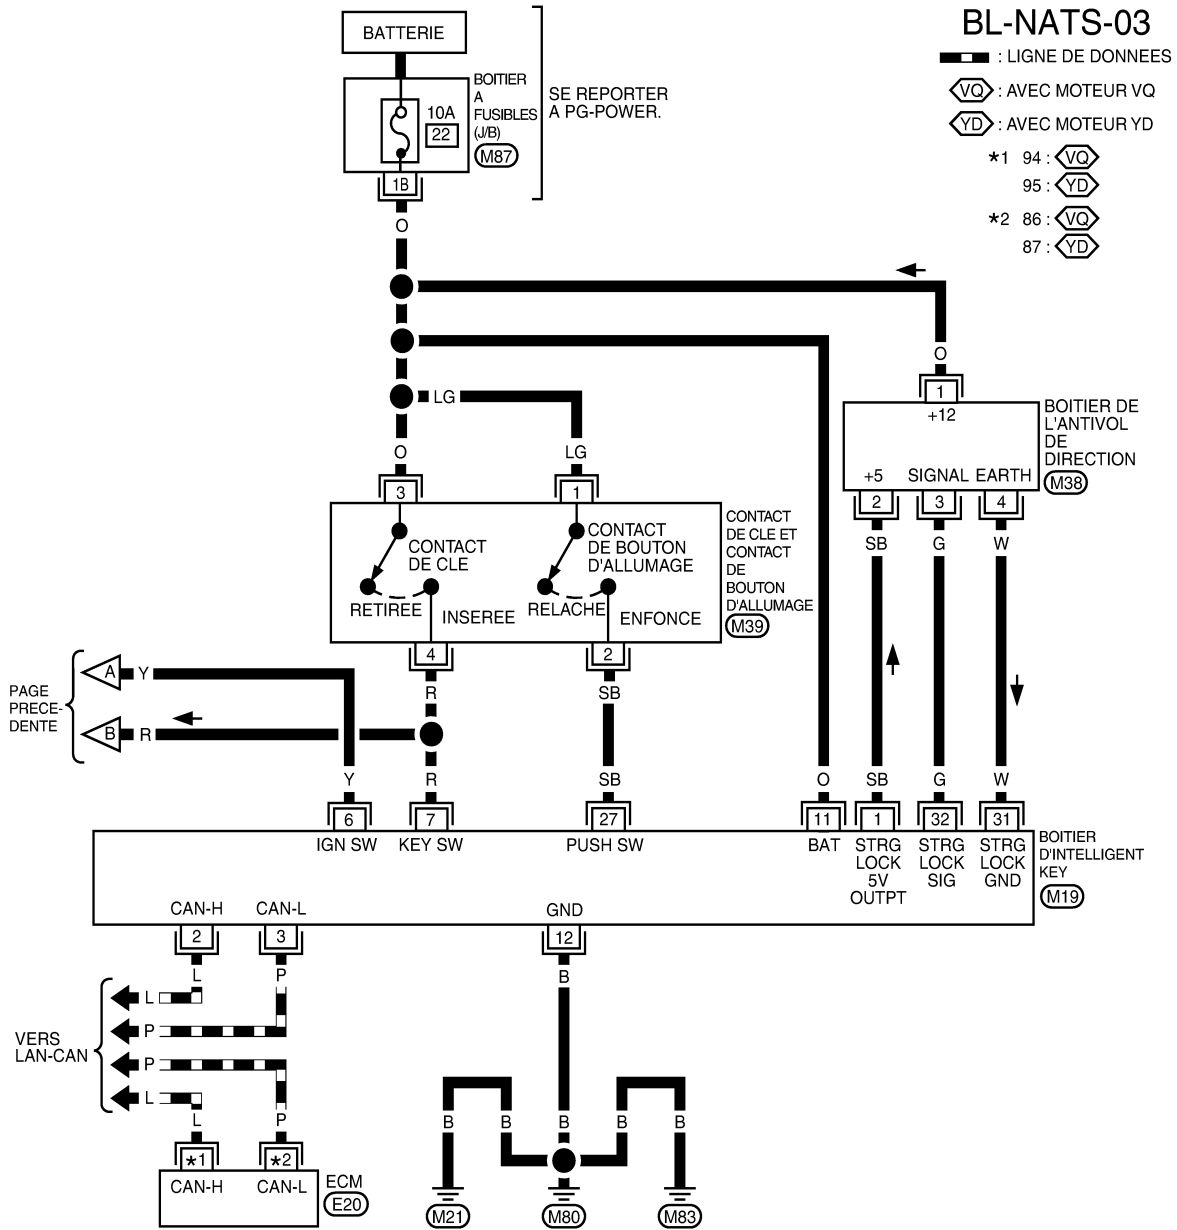 BL-NATS-03
: LIGNE DE DONNEES
VQ : AVEC MOTEUR VQ
YD : AVEC MOTEUR YD
*1 94 : VQ
95 : YD
*2 86 : VQ
87 : YD
BATTERIE
BOITIER
A
FUSIBLES
(J/B)
M87
10A
22
1B
SE REPORTER
A PG-POWER.
O
LG
O
LG
O
1
+12
BOITIER DE
L'ANTIVOL
DE
DIRECTION
M38
+5 SIGNAL EARTH
2 3 4
SB G W
3 1
CONTACT
DE CLE
RETIREE
INSEREE
CONTACT
DE BOUTON
D'ALLUMAGE
RELACHE
ENFONCE
CONTACT
DE CLE ET
CONTACT
DE
BOUTON
D'ALLUMAGE
M39
4 2
R SB
PAGE
PRECE-
DENTE
A Y
B R
Y R SB O SB G W
6 7 27 11 1 32 31
IGN SW KEY SW PUSH SW BAT
STRG
LOCK
5V
OUTPT
STRG
LOCK
SIG
STRG
LOCK
GND
BOITIER
D'INTELLIGENT
KEY
M19
CAN-H CAN-L GND
2 3 12
L P B
VERS
LAN-CAN
L
P
P
L
L P
*1 *2
CAN-H CAN-L
ECM
E20
B B B B B
M21 M80 M83